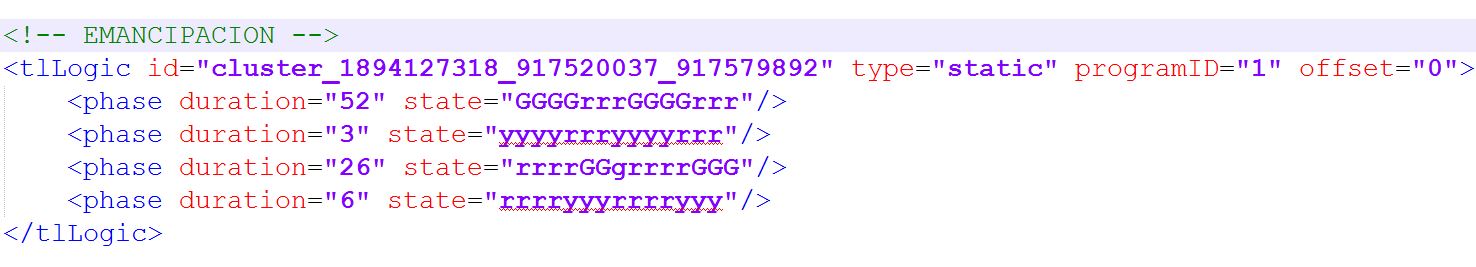 <!-- EMANCIPACION -->
<tlLogic id="cluster_1894127318_917520037_917579892" type="static" programID="1" offset="0">
<phase duration="52" state="GGGGrrrGGGGrrr"/>
<phase duration="3" state="yyyyrrryyyyrrr"/>
<phase duration="26" state="rrrrGGgrrrrGGG"/>
<phase duration="6" state="rrrryyyrrrryyy"/>
</tlLogic>